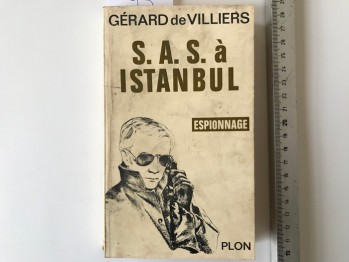 GÉRARD de VILLIERS
S. A. S. à
ISTANBUL
ESPIONNAGE
PLON